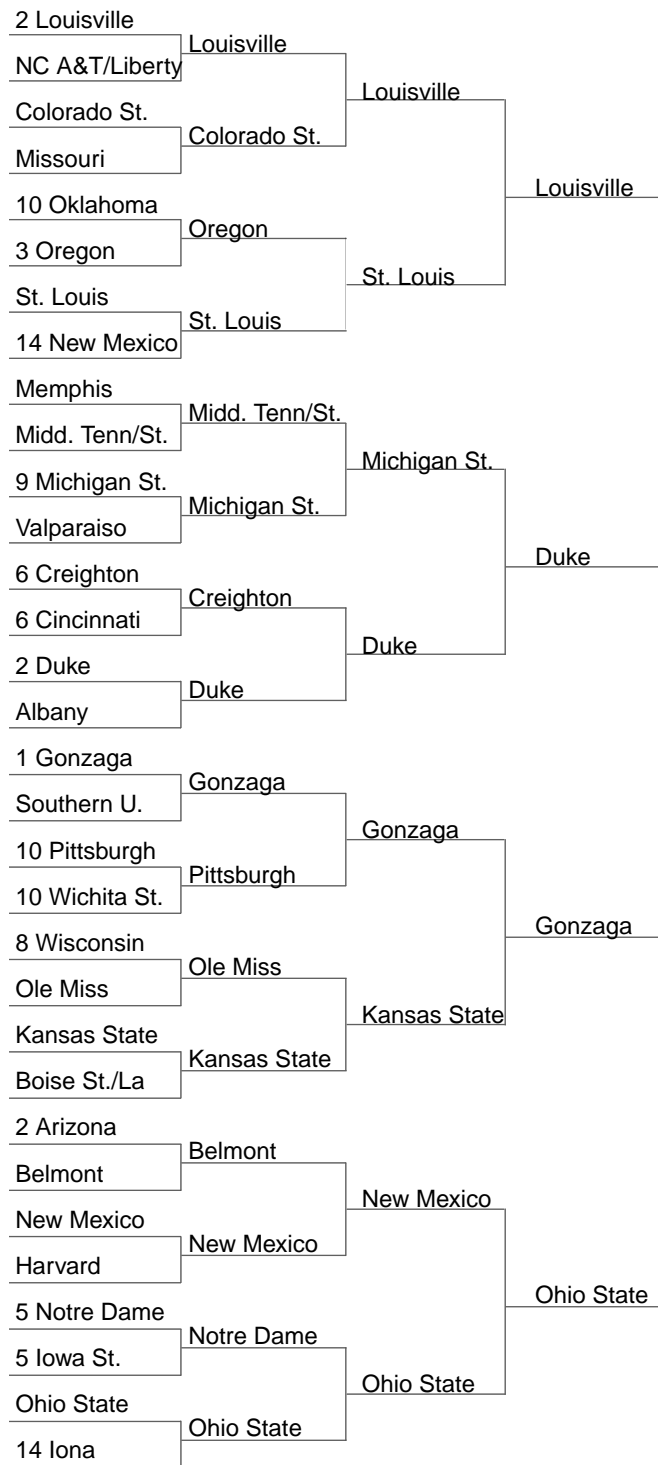 2 Louisville
NC A&T/Liberty
Colorado St.
Missouri
10 Oklahoma
3 Oregon
St. Louis
14 New Mexico
Memphis
Midd. Tenn/St.
9 Michigan St.
Valparaiso
6 Creighton
6 Cincinnati
2 Duke
Albany
1 Gonzaga
Southern U.
10 Pittsburgh
10 Wichita St.
8 Wisconsin
Ole Miss
Kansas State
Boise St./La
2 Arizona
Belmont
New Mexico
Harvard
5 Notre Dame
5 Iowa St.
Ohio State
14 Iona
Louisville
Colorado St.
Oregon
St. Louis
Midd. Tenn/St.
Michigan St.
Creighton
Duke
Gonzaga
Pittsburgh
Ole Miss
Kansas State
Belmont
New Mexico
Notre Dame
Ohio State
Louisville
St. Louis
Michigan St.
Duke
Gonzaga
Kansas State
New Mexico
Ohio State
Louisville
Duke
Gonzaga
Ohio State